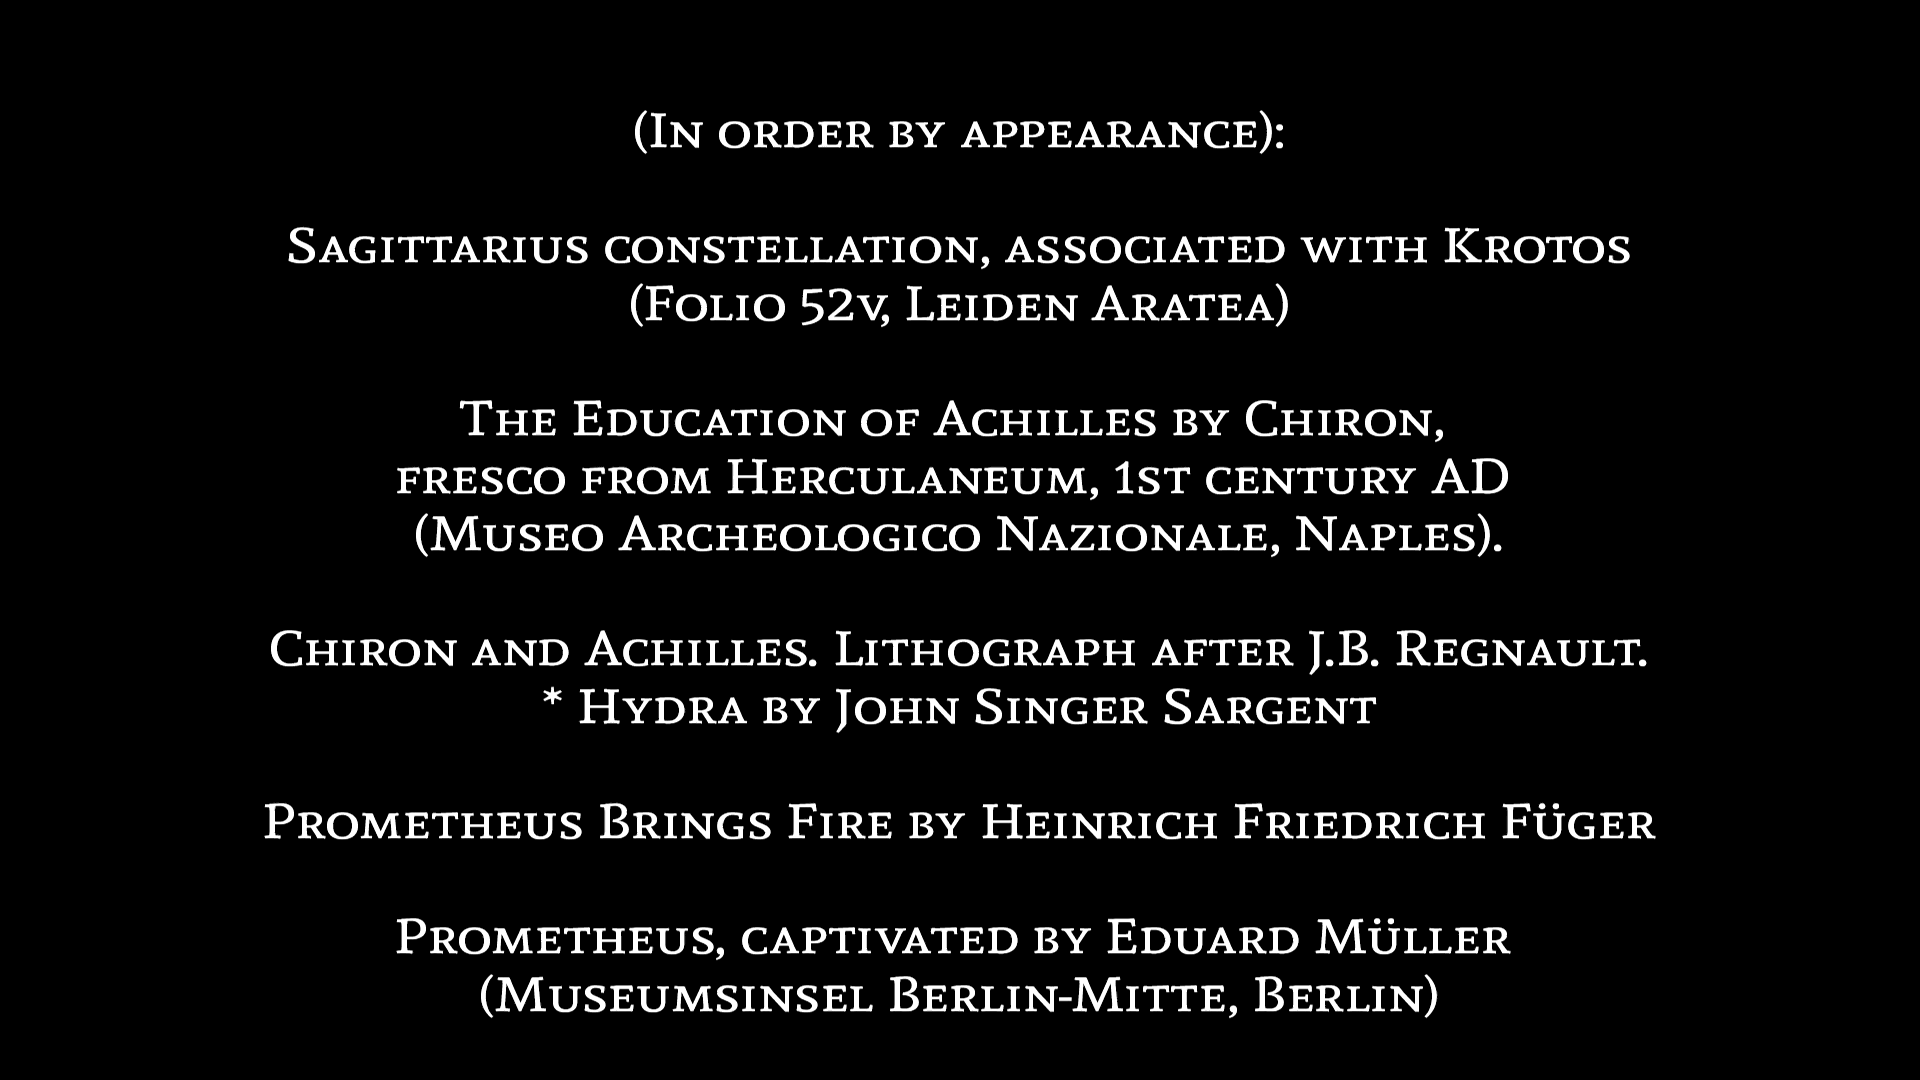 (In order by appearance):
Sagittarius constellation, associated with Krotos
(Folio 52v, Leiden Aratea)
The Education of Achilles by Chiron,
fresco from Herculaneum, 1st century AD
(Museo Archeologico Nazionale, Naples).
Chiron and Achilles. Lithograph after J.B. Regnault.
* Hydra by John Singer Sargent
Prometheus Brings Fire by Heinrich Friedrich Füger
Prometheus, captivated by Eduard Müller
(Museumsinsel Berlin-Mitte, Berlin)